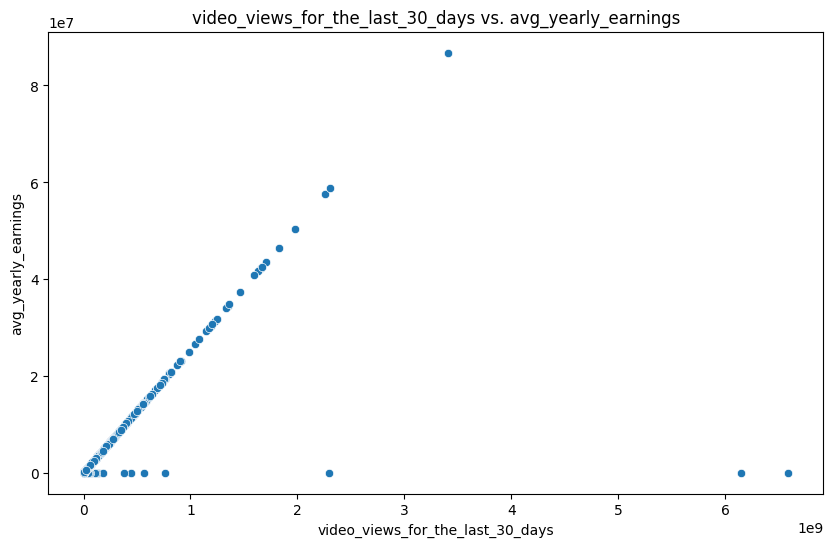 video_views_for_the_last_30_days vs. avg_yearly_earnings
1e7
8
6
4
2
0
avg_yearly_earnings
0 1 2 3 4 5 6
1e9
video_views_for_the_last_30_days